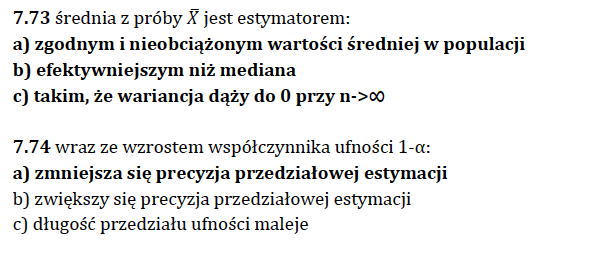 7.73 średnia z próby X̄ jest estymatorem:
a) zgodnym i nieobciążonym wartości średniej w populacji
b) efektywniejszym niż mediana
c) takim, że wariancja dąży do 0 przy n->∞
7.74 wraz ze wzrostem współczynnika ufności 1-α:
a) zmniejsza się precyzja przedziałowej estymacji
b) zwiększy się precyzja przedziałowej estymacji
c) długość przedziału ufności maleje